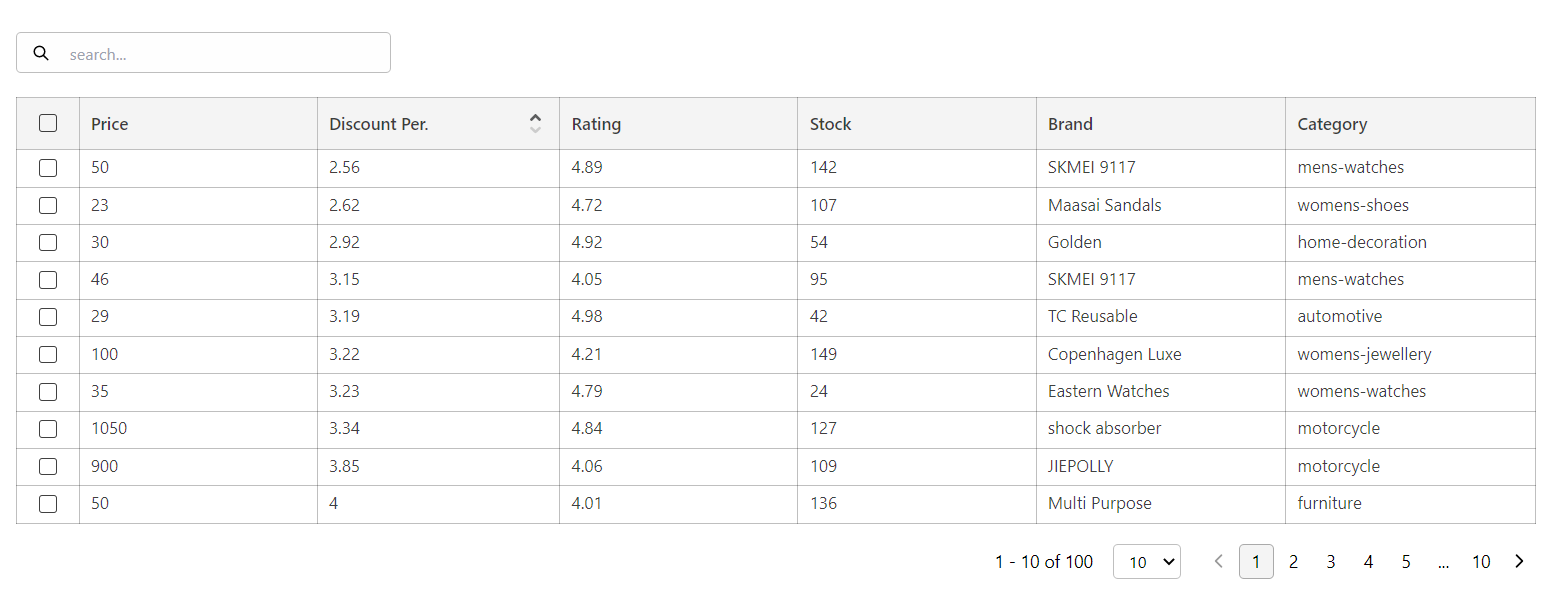 search...
Price Discount Per. Rating Stock Brand Category
50 2.56 4.89 142 SKMEI 9117 mens-watches
23 2.62 4.72 107 Maasai Sandals womens-shoes
30 2.92 4.92 54 Golden home-decoration
46 3.15 4.05 95 SKMEI 9117 mens-watches
29 3.19 4.98 42 TC Reusable automotive
100 3.22 4.21 149 Copenhagen Luxe womens-jewellery
35 3.23 4.79 24 Eastern Watches womens-watches
1050 3.34 4.84 127 shock absorber motorcycle
900 3.85 4.06 109 JIEPOLLY motorcycle
50 4 4.01 136 Multi Purpose furniture
1 - 10 of 100 10 1 2 3 4 5 ... 10